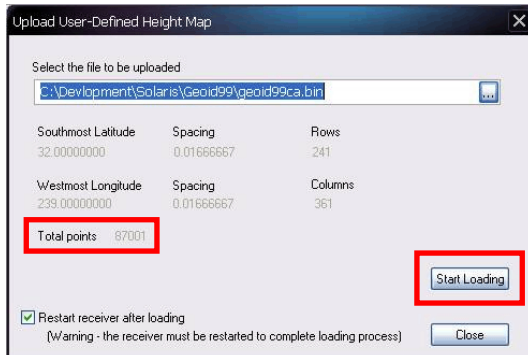 Upload User-Defined Height Map
Select the file to be uploaded
C:\Devlopment\Solaris\Geoid99\geoid99ca.bin ...
Southmost Latitude Spacing Rows
32.00000000 0.01666667 241
Westmost Longitude Spacing Columns
239.00000000 0.01666667 361
Total points 87001
Start Loading
Restart receiver after loading
(Warning - the receiver must be restarted to complete loading process) Close